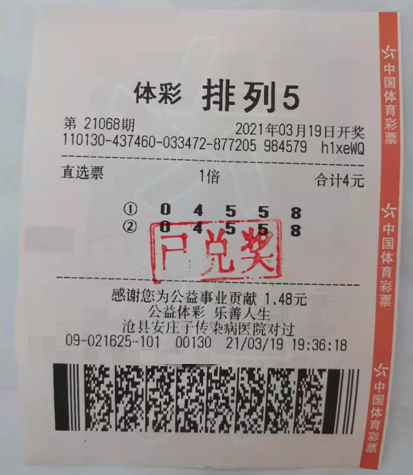 体彩 排列5
第 21068期 2021年03月19日开奖
110130-437460-033472-877205 984579 h1xeWQ
直选票 1倍 合计4元
① 0 4 5 5 8
② 0 4 5 5 8
已兑奖
感谢您为公益事业贡献 1.48元
公益体彩 乐善人生
沧县安庄子传染病医院对过
09-021625-101 00130 21/03/19 19:36:18
中国体育彩票
中国体育彩票
中国体育彩票